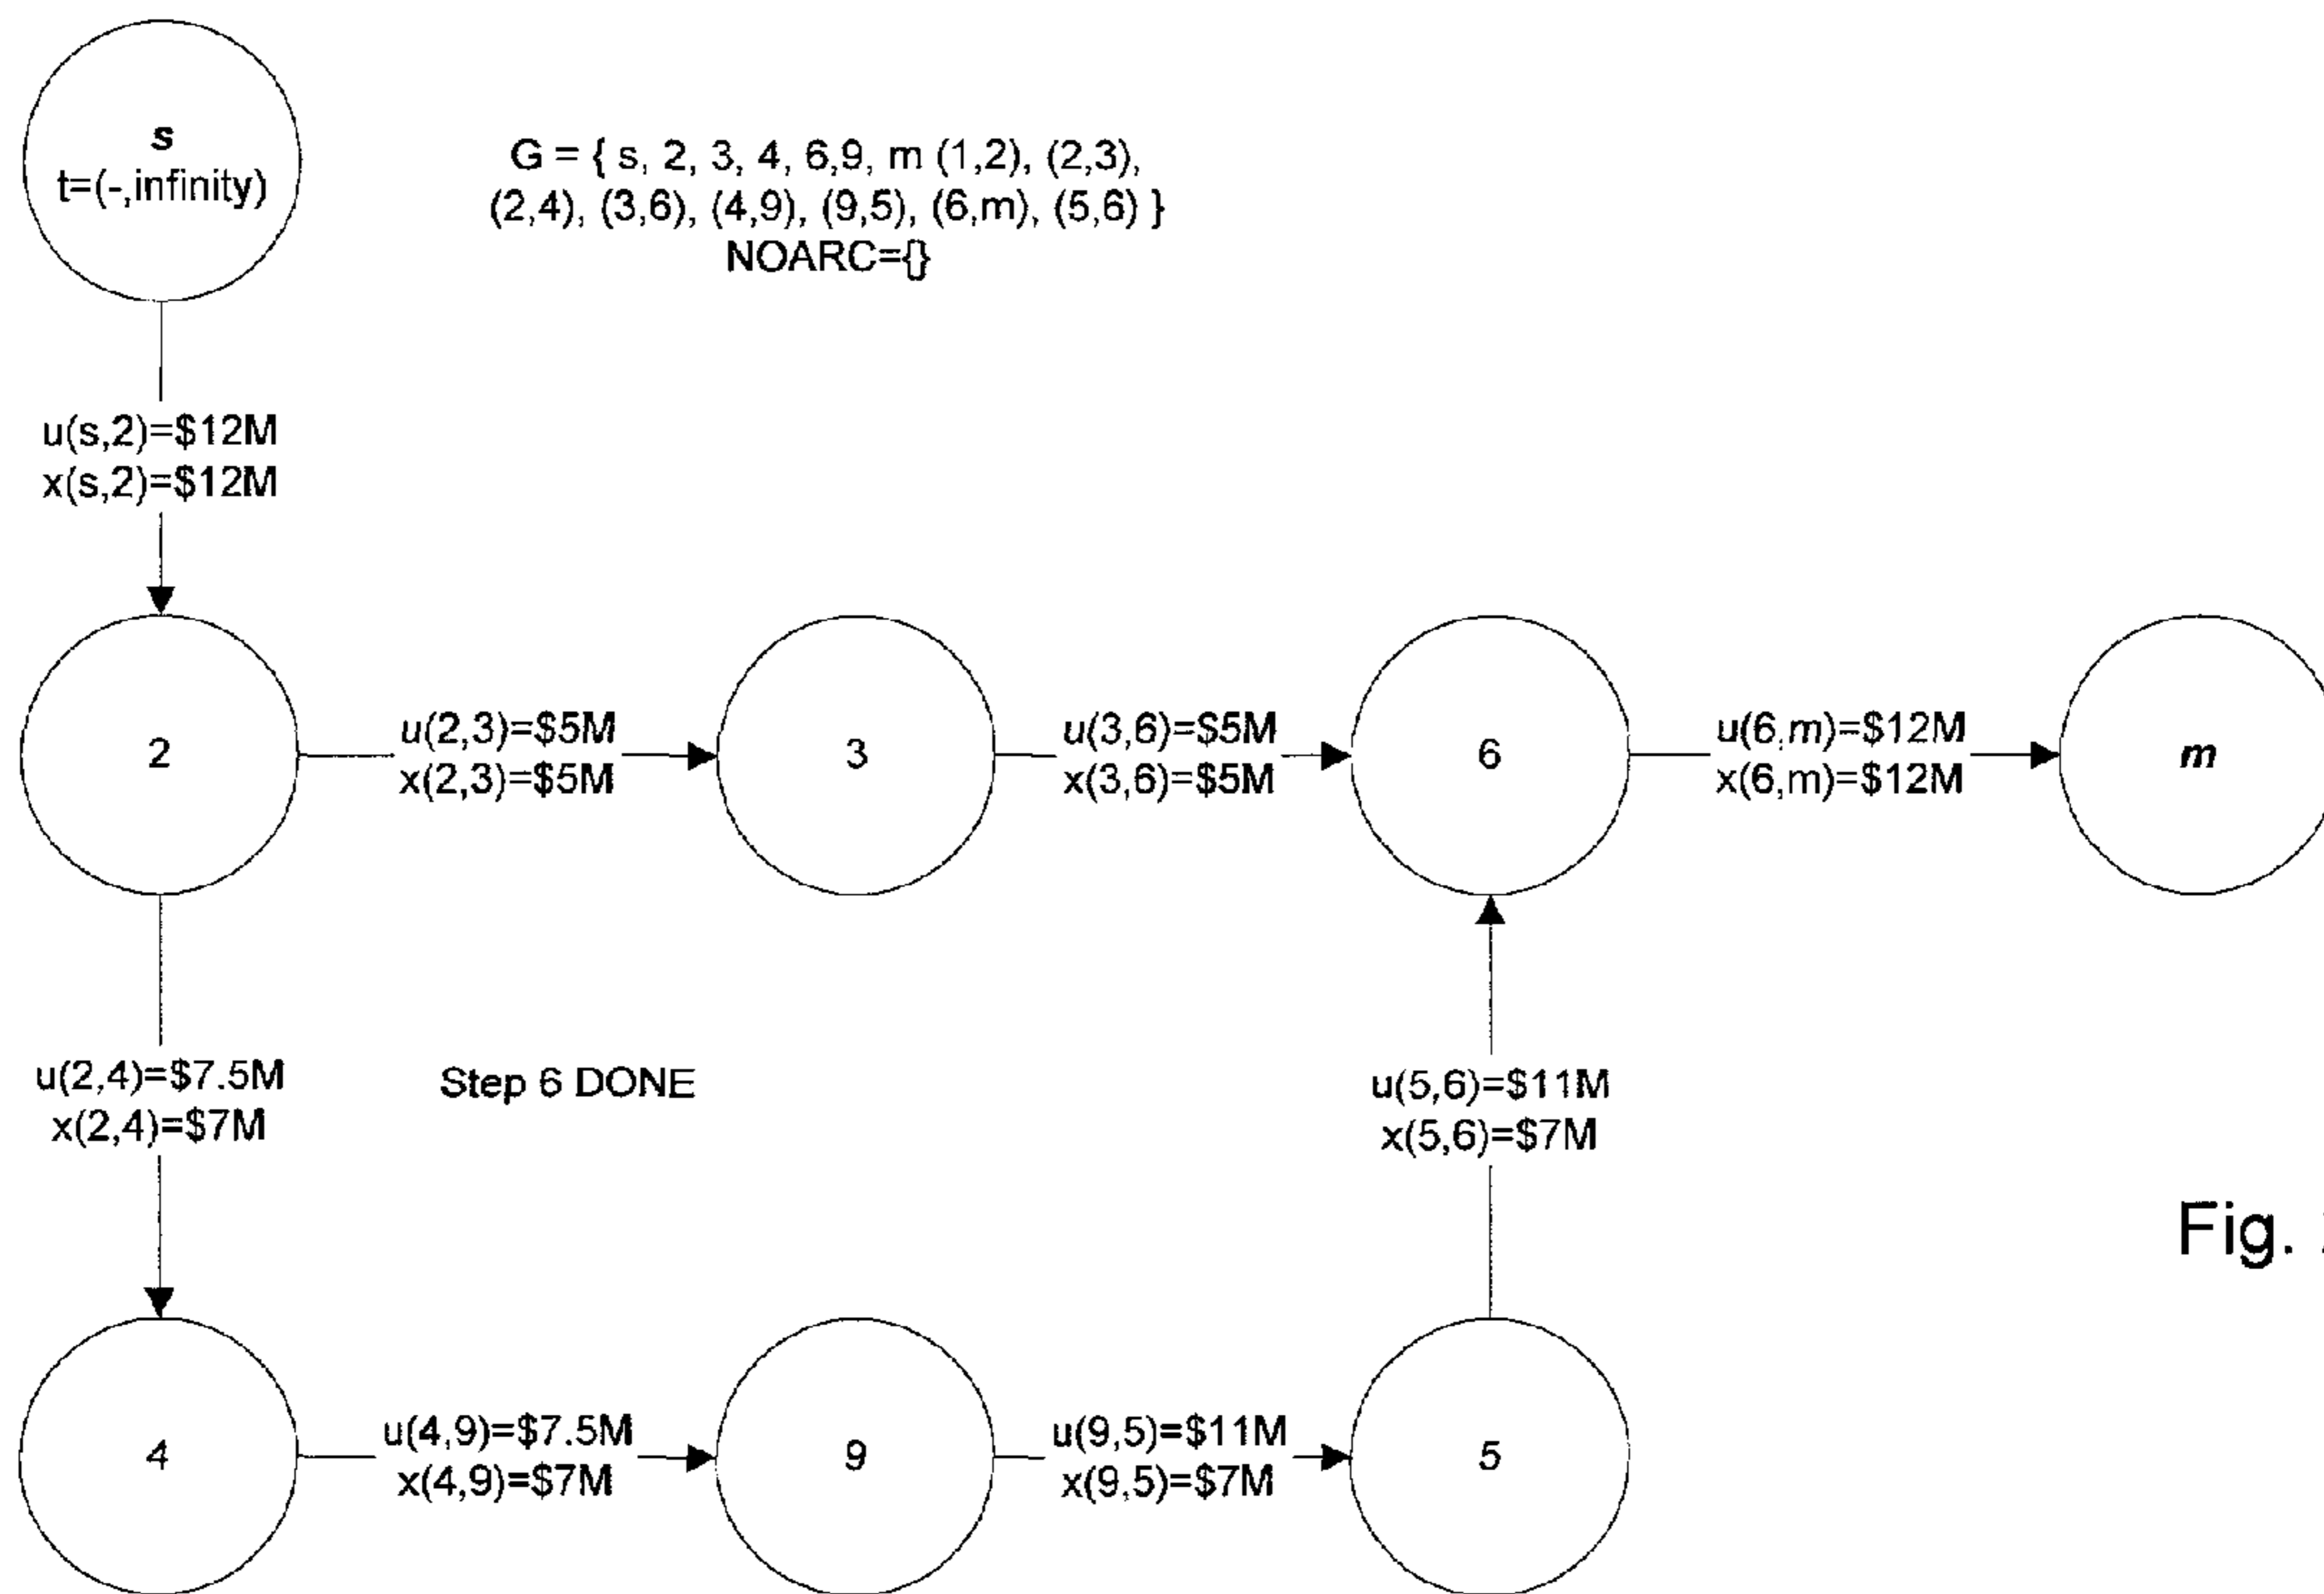 s
t=(-,infinity)
G = { s, 2, 3, 4, 6,9, m (1,2), (2,3),
(2,4), (3,6), (4,9), (9,5), (6,m), (5,6) }
NOARC={}
u(s,2)=$12M
x(s,2)=$12M
2
u(2,3)=$5M
x(2,3)=$5M
3
u(3,6)=$5M
x(3,6)=$5M
6
u(6,m)=$12M
x(6,m)=$12M
m
u(2,4)=$7.5M
x(2,4)=$7M
Step 6 DONE
u(5,6)=$11M
x(5,6)=$7M
Fig.
4
u(4,9)=$7.5M
x(4,9)=$7M
9
u(9,5)=$11M
x(9,5)=$7M
5